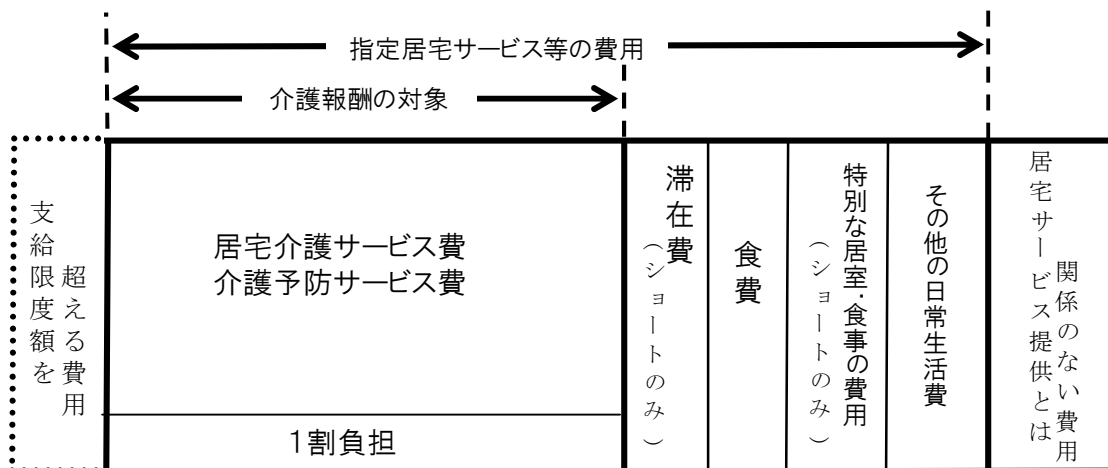 指定居宅サービス等の費用
介護報酬の対象
支給限度額を
超える費用
居宅介護サービス費
介護予防サービス費
1割負担
滞在費
（ショートのみ）
食費
特別な居室・食事の費用
（ショートのみ）
その他の日常生活費
居宅サービス提供とは
関係のない費用